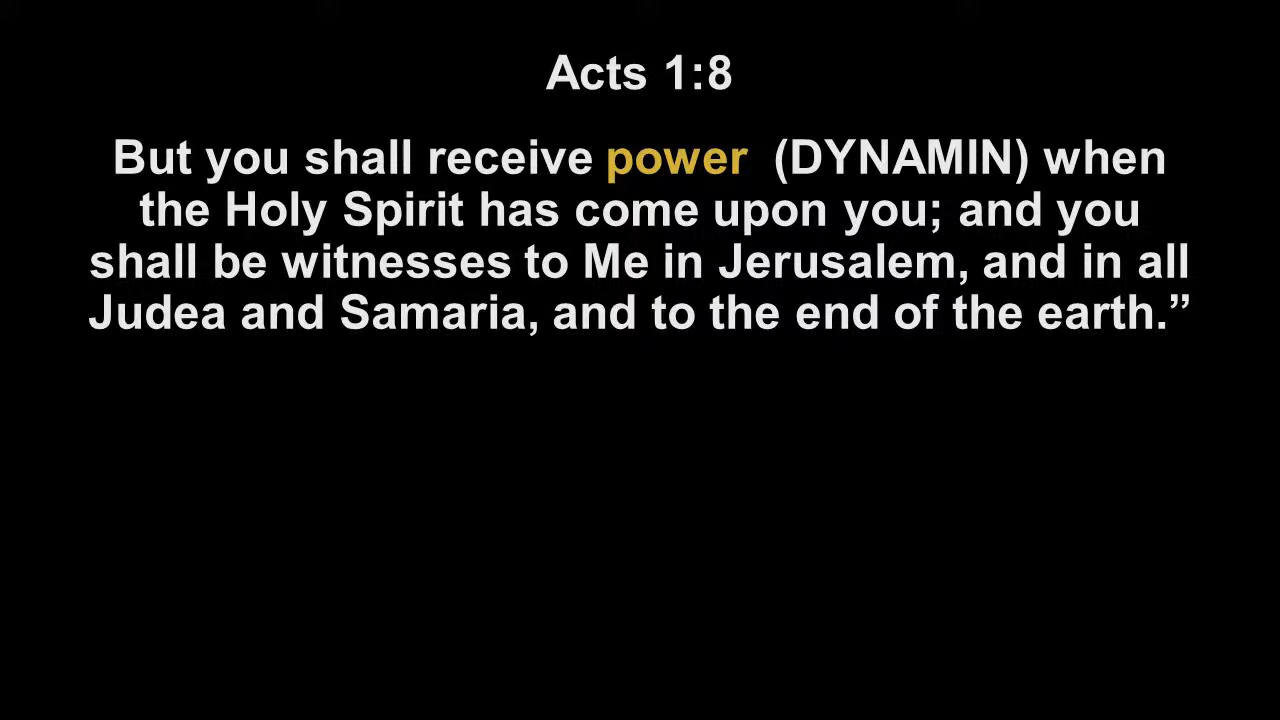 Acts 1:8
But you shall receive power (DYNAMIN) when
the Holy Spirit has come upon you; and you
shall be witnesses to Me in Jerusalem, and in all
Judea and Samaria, and to the end of the earth.”